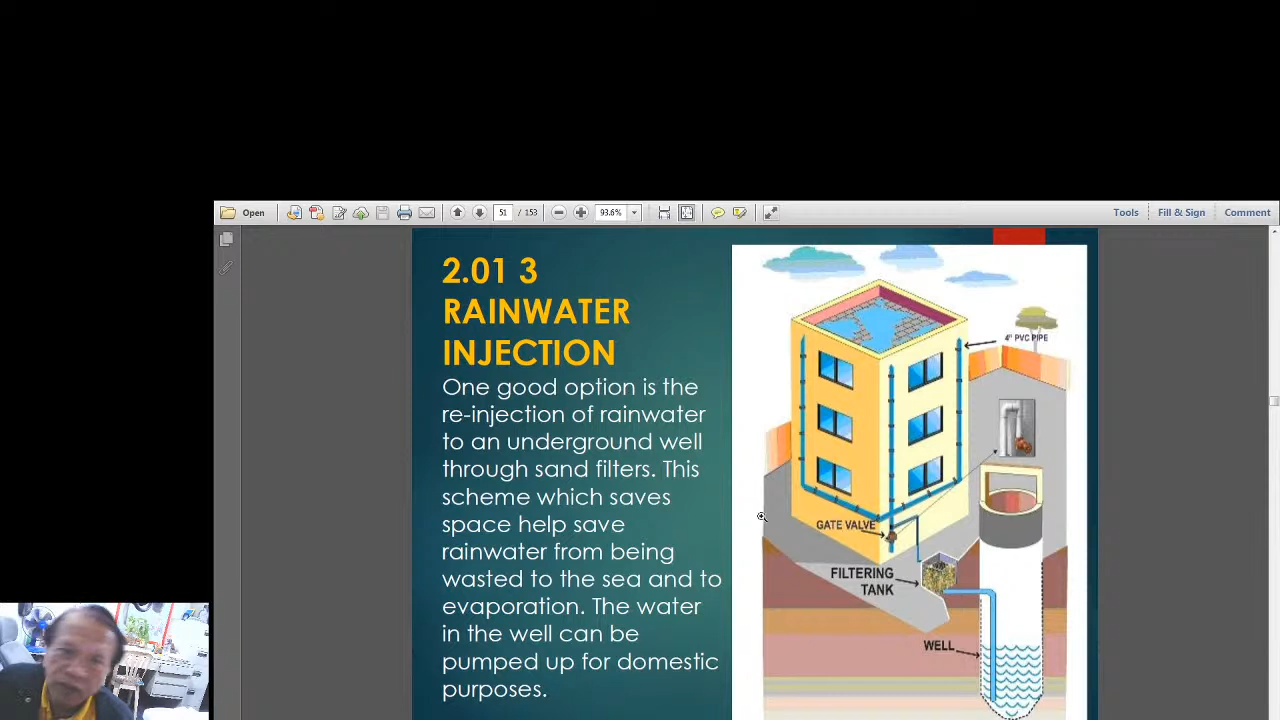 Open
51 / 153
93.6%
Tools
Fill & Sign
Comment
2.01 3
RAINWATER
INJECTION
One good option is the
re-injection of rainwater
to an underground well
through sand filters. This
scheme which saves
space help save
rainwater from being
wasted to the sea and to
evaporation. The water
in the well can be
pumped up for domestic
purposes.
4" PVC PIPE
GATE VALVE
FILTERING
TANK
WELL